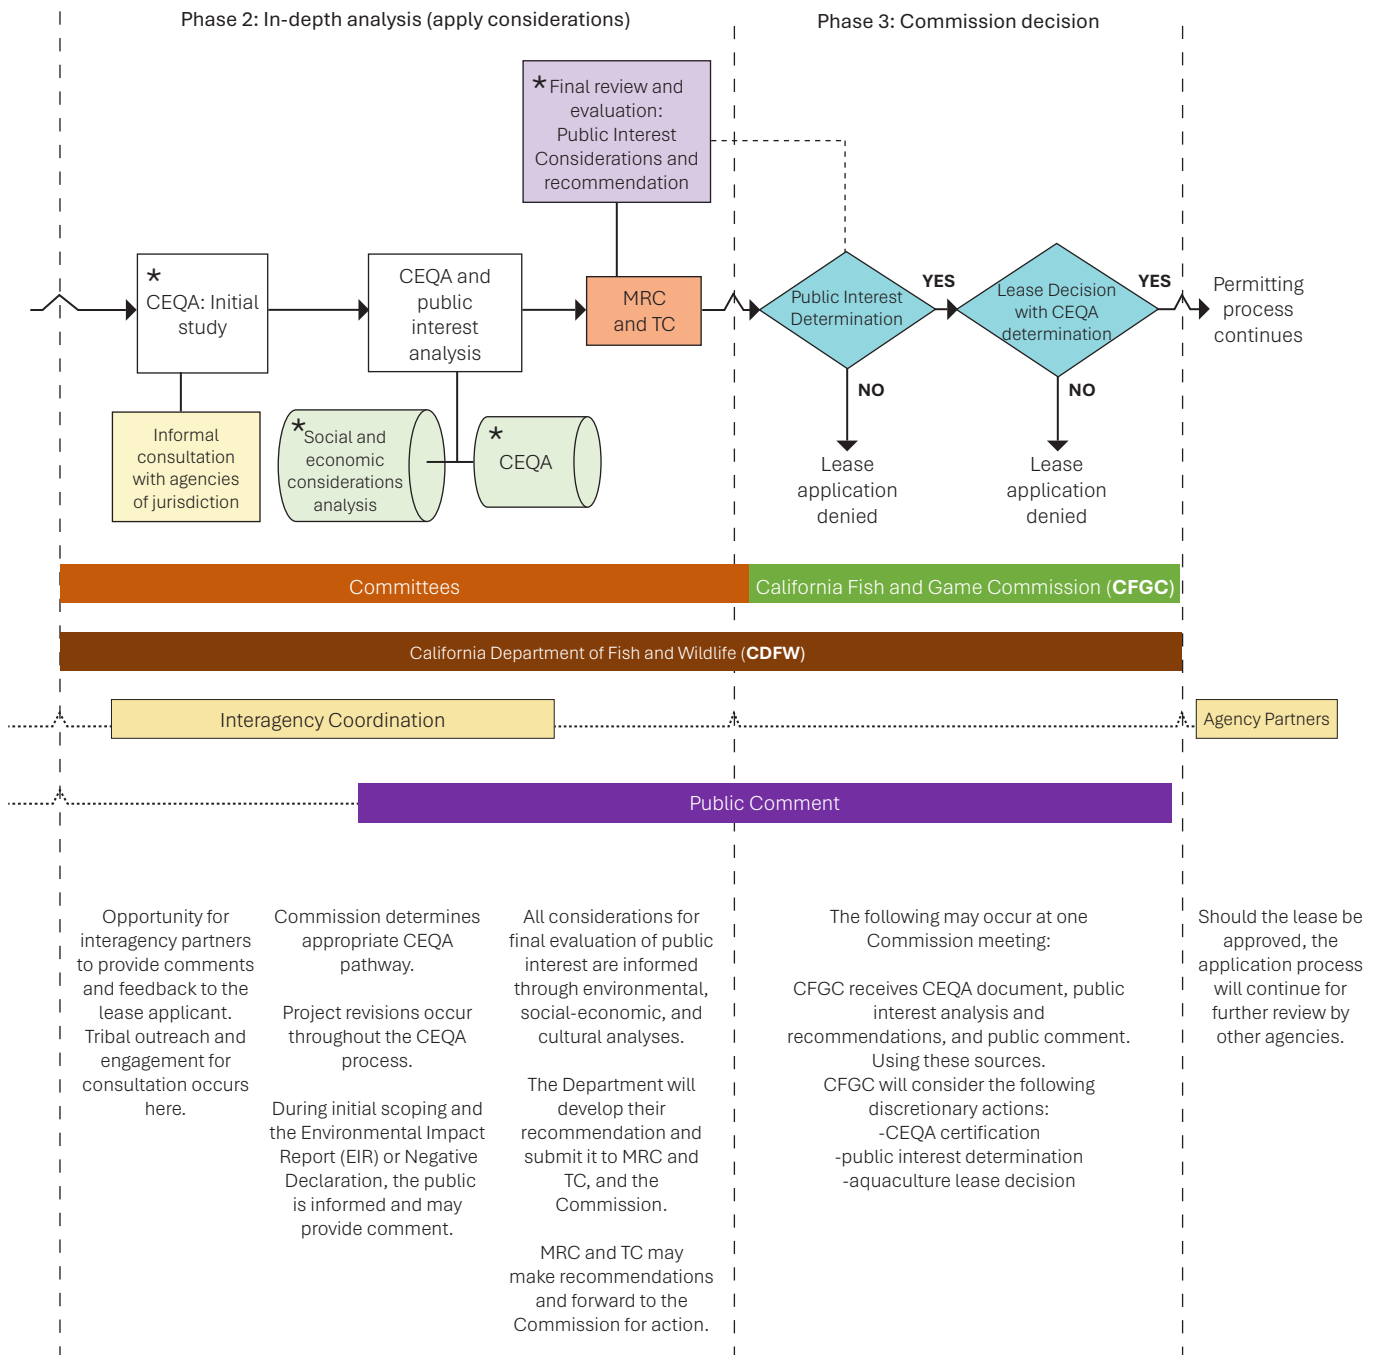 Phase 2: In-depth analysis (apply considerations)
Phase 3: Commission decision
*Final review and
evaluation:
Public Interest
Considerations and
recommendation
*
CEQA: Initial
study
CEQA and
public
interest
analysis
MRC
and TC
Public Interest
Determination
YES
Lease Decision
with CEQA
determination
YES
Permitting
process
continues
NO
NO
Informal
consultation
with agencies
of jurisdiction
*Social and
economic
considerations
analysis
*
CEQA
Lease
application
denied
Lease
application
denied
Committees
California Fish and Game Commission (CFGC)
California Department of Fish and Wildlife (CDFW)
Interagency Coordination
Agency Partners
Public Comment
Opportunity for
interagency partners
to provide comments
and feedback to the
lease applicant.
Tribal outreach and
engagement for
consultation occurs
here.
Commission determines
appropriate CEQA
pathway.
Project revisions occur
throughout the CEQA
process.
During initial scoping and
the Environmental Impact
Report (EIR) or Negative
Declaration, the public
is informed and may
provide comment.
All considerations for
final evaluation of public
interest are informed
through environmental,
social-economic, and
cultural analyses.
The Department will
develop their
recommendation and
submit it to MRC and
TC, and the
Commission.
MRC and TC may
make recommendations
and forward to the
Commission for action.
The following may occur at one
Commission meeting:
CFGC receives CEQA document, public
interest analysis and
recommendations, and public comment.
Using these sources.
CFGC will consider the following
discretionary actions:
-CEQA certification
-public interest determination
-aquaculture lease decision
Should the lease be
approved, the
application process
will continue for
further review by
other agencies.